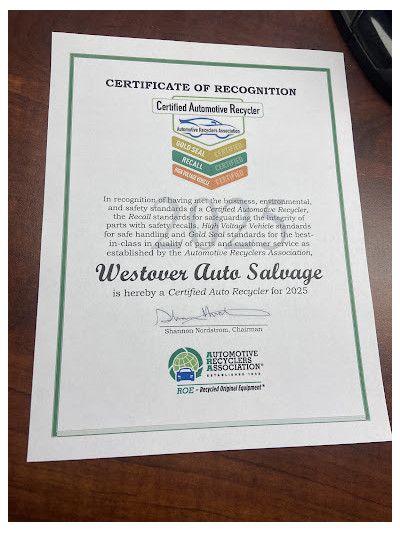 CERTIFICATE OF RECOGNITION
Certified Automotive Recycler
Automotive Recyclers Association
GOLD SEAL CERTIFIED
RECALL CERTIFIED
HIGH VOLTAGE VEHICLE CERTIFIED
In recognition of having met the business, environmental,
and safety standards of a Certified Automotive Recycler,
the Recall standards for safeguarding the integrity of
parts with safety recalls, High Voltage Vehicle standards
for safe handling and Gold Seal standards for the best-
in-class in quality of parts and customer service as
established by the Automotive Recyclers Association,
Westover Auto Salvage
is hereby a Certified Auto Recycler for 2025
Shannon Nordstrom, Chairman
AUTOMOTIVE
RECYCLERS
ASSOCIATION
ESTABLISHED 1943
ROE – Recycled Original Equipment